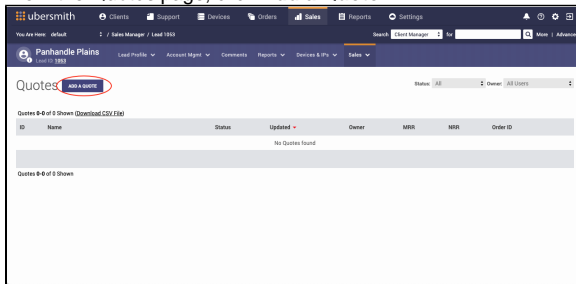 ubersmith Clients Support Devices Orders Sales Reports Settings
You Are Here: default / Sales Manager / Lead 1053 Search Client Manager for More | Advanced
Panhandle Plains
Lead ID: 1053
Lead Profile Account Mgmt Comments Reports Devices & IPs Sales
Quotes ADD A QUOTE Status: All Owner: All Users
Quotes 0-0 of 0 Shown (Download CSV File)
ID Name Status Updated Owner MRR NRR Order ID
No Quotes found
Quotes 0-0 of 0 Shown